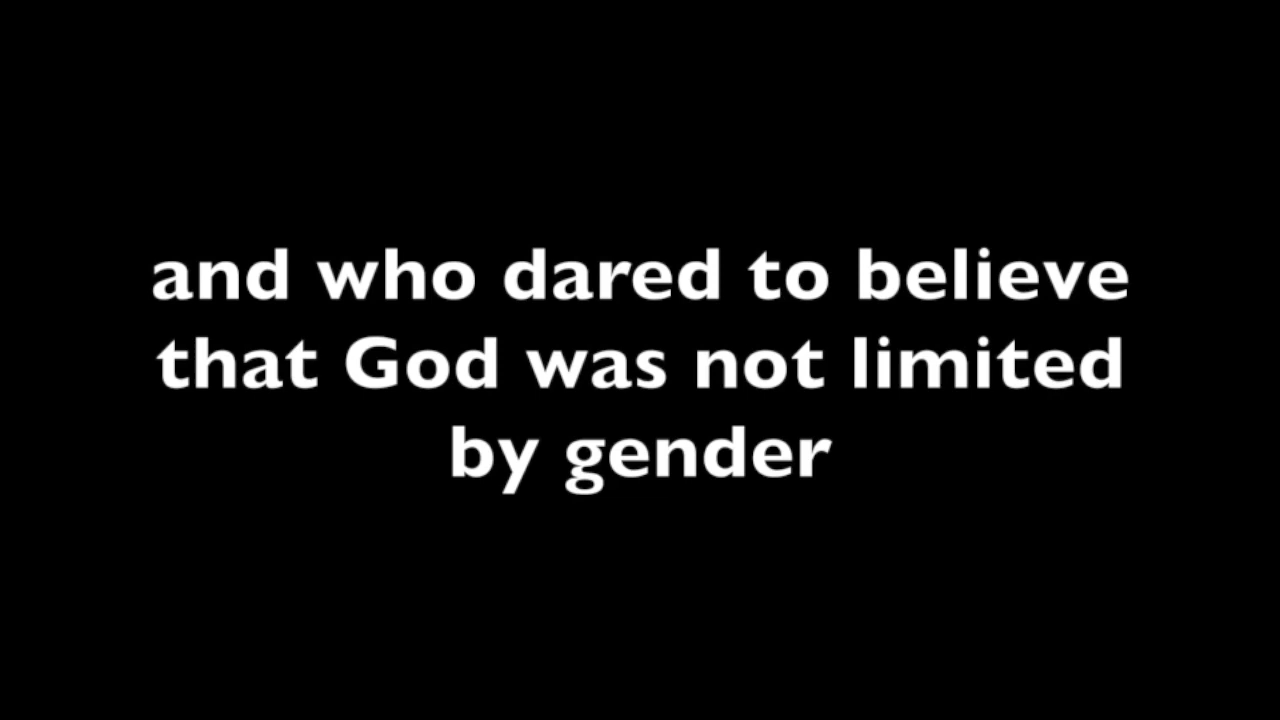 and who dared to believe
that God was not limited
by gender